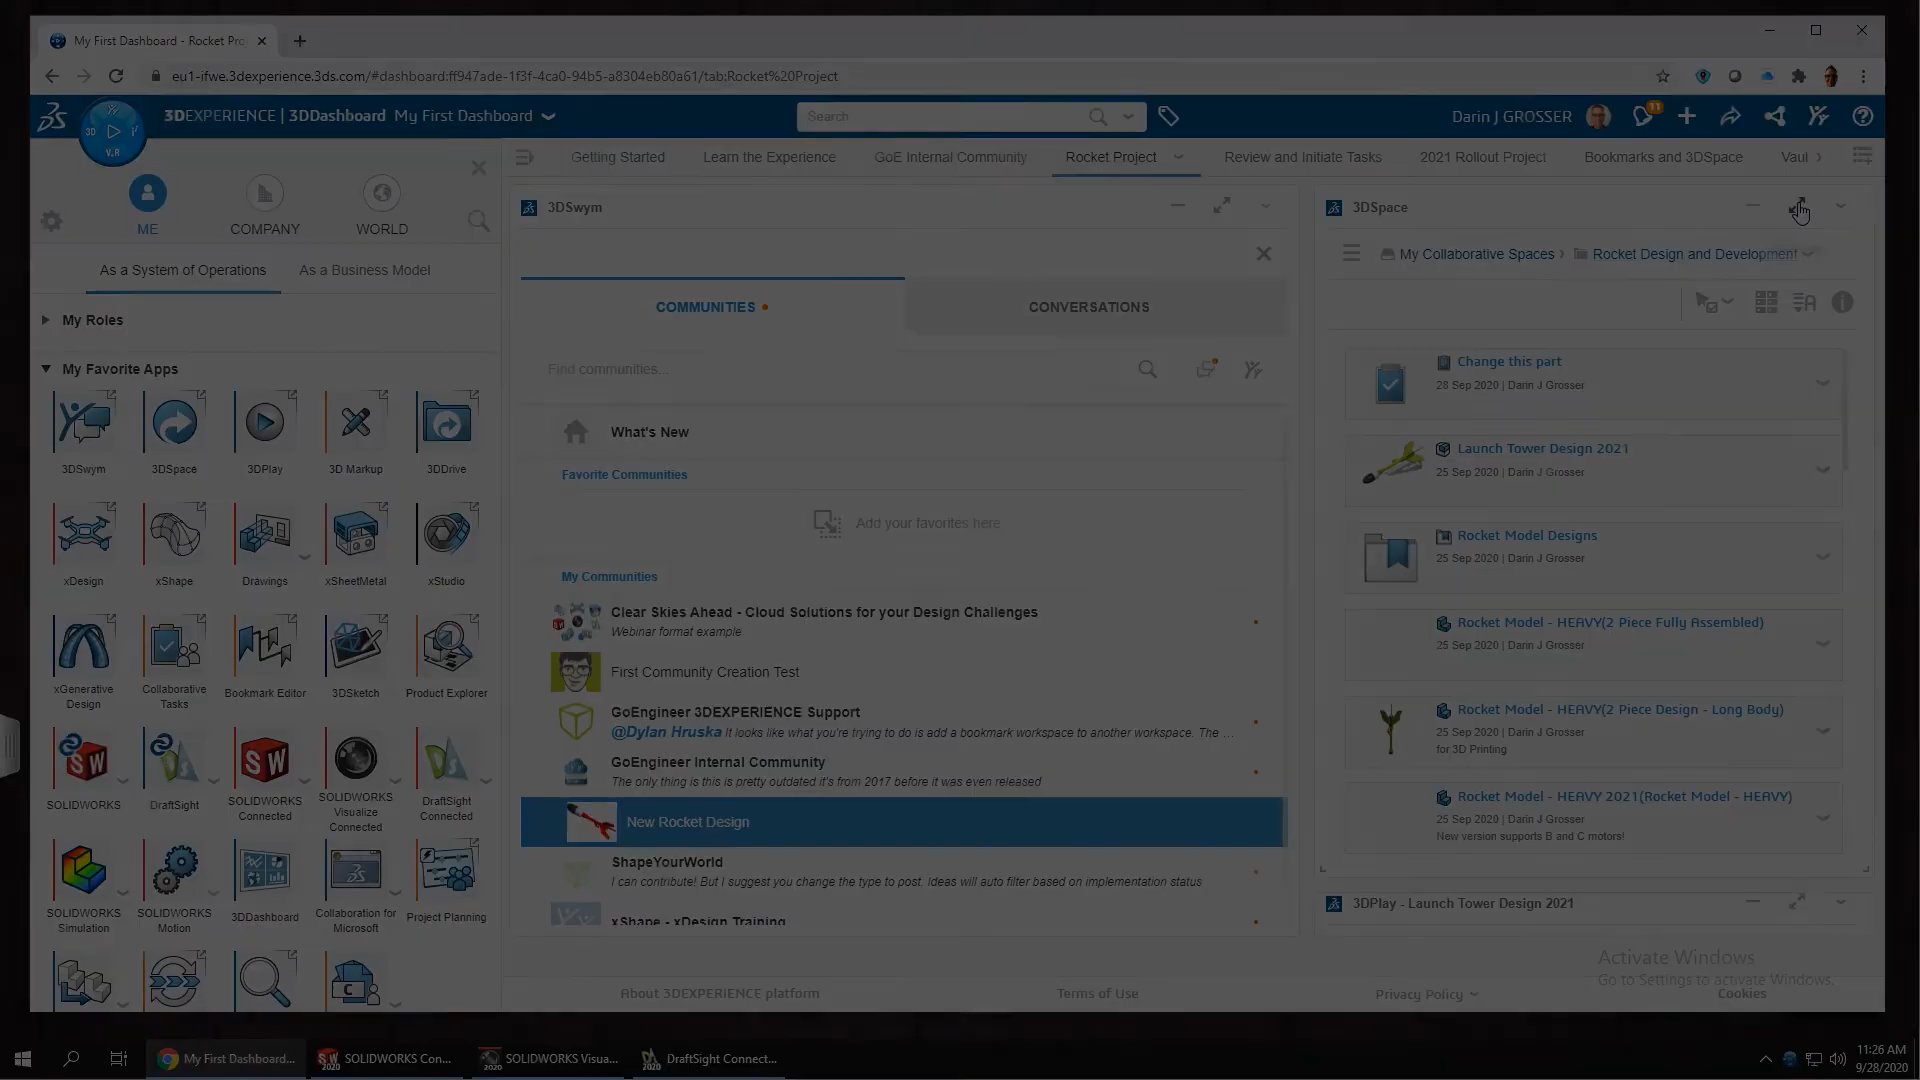 My First Dashboard - Rocket Pro
eu1-ifwe.3dexperience.3ds.com/#dashboard:ff947ade-1f3f-4ca0-94b5-a8304eb80a61/tab:Rocket%20Project
3DEXPERIENCE | 3DDashboard My First Dashboard
Search
Darin J GROSSER
11
3D
V.R
Getting Started
Learn the Experience
GoE Internal Community
Rocket Project
Review and Initiate Tasks
2021 Rollout Project
Bookmarks and 3DSpace
Vaul
ME
COMPANY
WORLD
As a System of Operations
As a Business Model
My Roles
My Favorite Apps
3DSwym
3DSpace
3DPlay
3D Markup
3DDrive
xDesign
xShape
Drawings
xSheetMetal
xStudio
xGenerative Design
Collaborative Tasks
Bookmark Editor
3DSketch
Product Explorer
SOLIDWORKS
DraftSight
SOLIDWORKS Connected
SOLIDWORKS Visualize Connected
DraftSight Connected
SOLIDWORKS Simulation
SOLIDWORKS Motion
3DDashboard
Collaboration for Microsoft
Project Planning
3DSwym
COMMUNITIES
CONVERSATIONS
Find communities...
What's New
Favorite Communities
Add your favorites here
My Communities
Clear Skies Ahead - Cloud Solutions for your Design Challenges
Webinar format example
First Community Creation Test
GoEngineer 3DEXPERIENCE Support
@Dylan Hruska It looks like what you're trying to do is add a bookmark workspace to another workspace. The ...
GoEngineer Internal Community
The only thing is this is pretty outdated it's from 2017 before it was even released
New Rocket Design
ShapeYourWorld
I can contribute! But I suggest you change the type to post. Ideas will auto filter based on implementation status
xShape - xDesign Training
3DSpace
My Collaborative Spaces › Rocket Design and Development
Change this part
28 Sep 2020 | Darin J Grosser
Launch Tower Design 2021
25 Sep 2020 | Darin J Grosser
Rocket Model Designs
25 Sep 2020 | Darin J Grosser
Rocket Model - HEAVY(2 Piece Fully Assembled)
25 Sep 2020 | Darin J Grosser
Rocket Model - HEAVY(2 Piece Design - Long Body)
25 Sep 2020 | Darin J Grosser
for 3D Printing
Rocket Model - HEAVY 2021(Rocket Model - HEAVY)
25 Sep 2020 | Darin J Grosser
New version supports B and C motors!
3DPlay - Launch Tower Design 2021
Activate Windows
Go to Settings to activate Windows.
About 3DEXPERIENCE platform
Terms of Use
Privacy Policy
Cookies
My First Dashboard...
SOLIDWORKS Con...
SOLIDWORKS Visua...
DraftSight Connect...
11:26 AM
9/28/2020